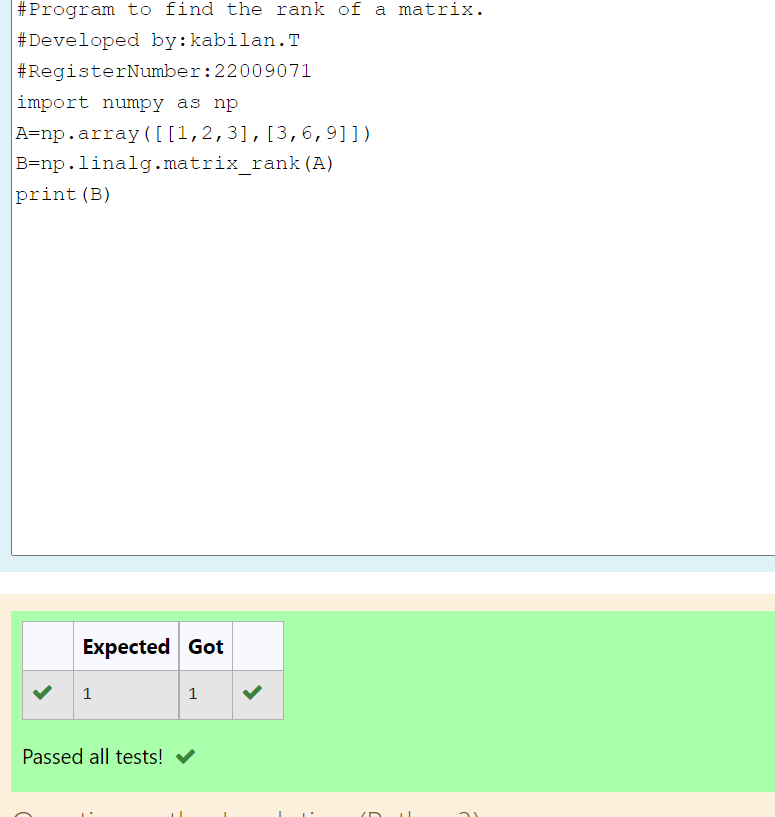 #Program to find the rank of a matrix.
#Developed by:kabilan.T
#RegisterNumber:22009071
import numpy as np
A=np.array([[1,2,3],[3,6,9]])
B=np.linalg.matrix_rank(A)
print(B)
Expected Got
1 1
Passed all tests!